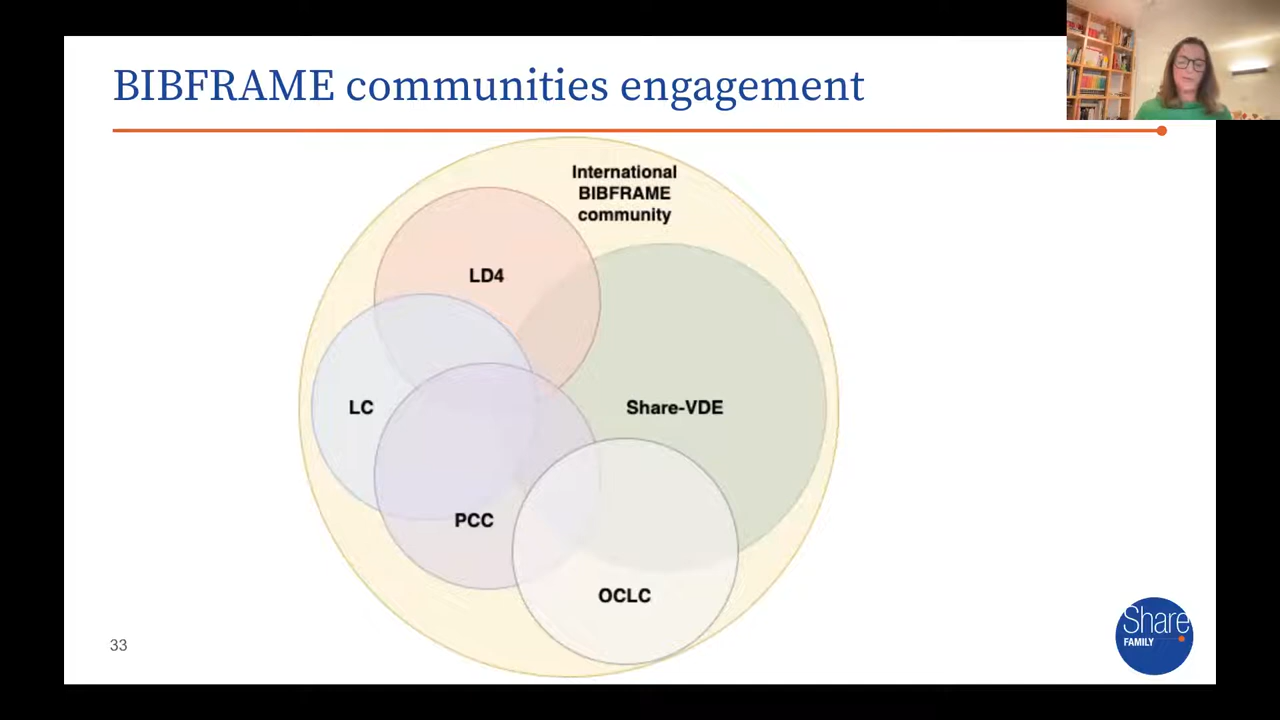 BIBFRAME communities engagement
International
BIBFRAME
community
LD4
LC
Share-VDE
PCC
OCLC
33
Share
FAMILY